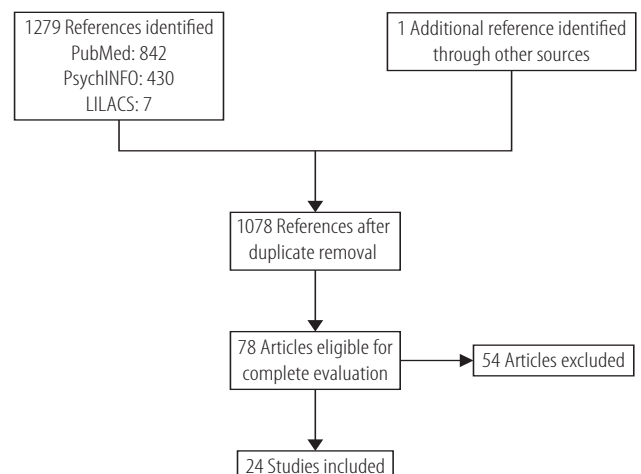 1279 References identified
PubMed: 842
PsychINFO: 430
LILACS: 7
1 Additional reference identified
through other sources
1078 References after
duplicate removal
78 Articles eligible for
complete evaluation
54 Articles excluded
24 Studies included